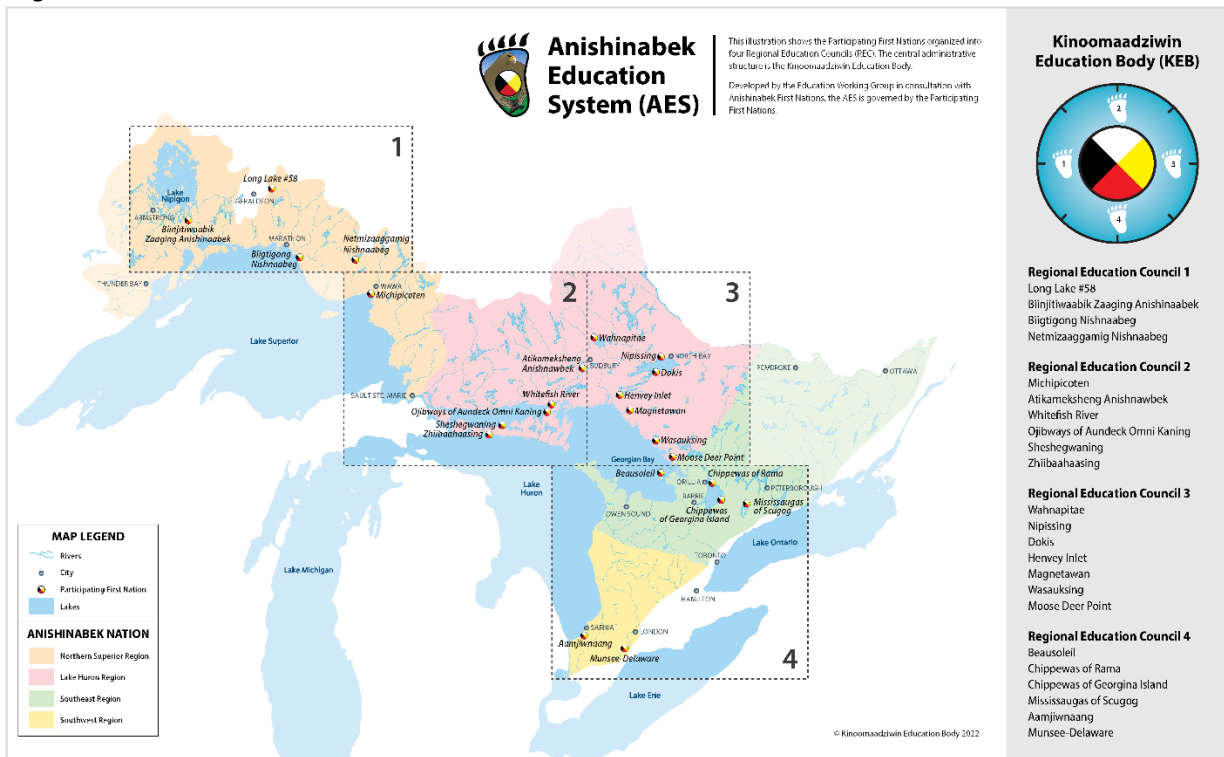 Anishinabek
Education
System (AES)
This illustration shows the Participating First Nations organized into
four Regional Education Councils (REC). The central administrative
structure is the Kinoomaadziwin Education Body.
Developed by the Education Working Group in consultation with
Anishinabek First Nations, the AES is governed by the Participating
First Nations.
1
Long Lake #58
Lake
Nipigon
GERALDTON
ARMSTRONG
Biinjitiwaabik
Zaaging Anishinaabek
MARATHON
Biigtigong
Nishnaabeg
Netmizaaggamig
Nishnaabeg
THUNDER BAY
WAWA
Michipicoten
2
3
Lake Superior
Wahnapitae
Atikameksheng
Anishnawbek
SUDBURY
Nipissing
NORTH BAY
Dokis
PEMBROKE
OTTAWA
SAULT STE. MARIE
Whitefish River
Ojibways of Aundeck Omni Kaning
Sheshegwaning
Zhiibaahaasing
Henvey Inlet
Magnetawan
Wasauksing
Georgian Bay
Moose Deer Point
Beausoleil
Chippewas of Rama
ORILLIA
PETERBOROUGH
BARRIE
Chippewas
of Georgina Island
Mississaugas
of Scugog
OWEN SOUND
Lake
Huron
Lake Ontario
TORONTO
Lake Michigan
HAMILTON
SARNIA
LONDON
Aamjiwnaang
Munsee-Delaware
4
Lake Erie
MAP LEGEND
Rivers
City
Participating First Nation
Lakes
ANISHINABEK NATION
Northern Superior Region
Lake Huron Region
Southeast Region
Southwest Region
© Kinoomaadziwin Education Body 2022
Kinoomaadziwin
Education Body (KEB)
2
1
3
4
Regional Education Council 1
Long Lake #58
Biinjitiwaabik Zaaging Anishinaabek
Biigtigong Nishnaabeg
Netmizaaggamig Nishnaabeg
Regional Education Council 2
Michipicoten
Atikameksheng Anishnawbek
Whitefish River
Ojibways of Aundeck Omni Kaning
Sheshegwaning
Zhiibaahaasing
Regional Education Council 3
Wahnapitae
Nipissing
Dokis
Henvey Inlet
Magnetawan
Wasauksing
Moose Deer Point
Regional Education Council 4
Beausoleil
Chippewas of Rama
Chippewas of Georgina Island
Mississaugas of Scugog
Aamjiwnaang
Munsee-Delaware